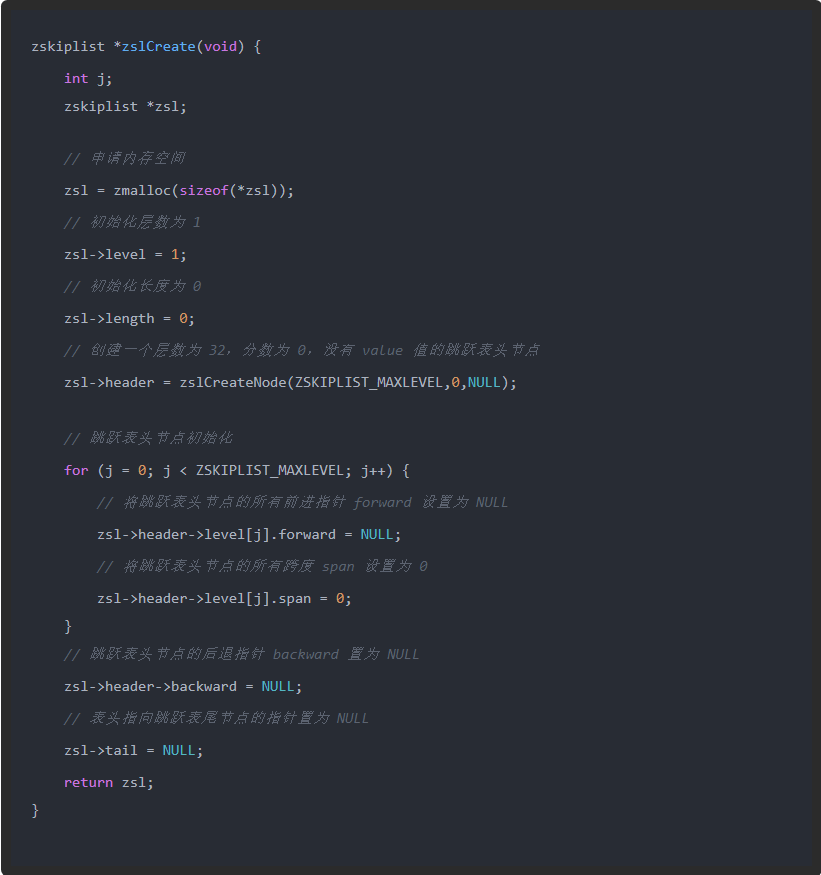 zskiplist *zslCreate(void) {
    int j;
    zskiplist *zsl;
    // 申请内存空间
    zsl = zmalloc(sizeof(*zsl));
    // 初始化层数为 1
    zsl->level = 1;
    // 初始化长度为 0
    zsl->length = 0;
    // 创建一个层数为 32，分数为 0，没有 value 值的跳跃表头节点
    zsl->header = zslCreateNode(ZSKIPLIST_MAXLEVEL,0,NULL);
    // 跳跃表头节点初始化
    for (j = 0; j < ZSKIPLIST_MAXLEVEL; j++) {
        // 将跳跃表头节点的所有前进指针 forward 设置为 NULL
        zsl->header->level[j].forward = NULL;
        // 将跳跃表头节点的所有跨度 span 设置为 0
        zsl->header->level[j].span = 0;
    }
    // 跳跃表头节点的后退指针 backward 置为 NULL
    zsl->header->backward = NULL;
    // 表头指向跳跃表尾节点的指针置为 NULL
    zsl->tail = NULL;
    return zsl;
}